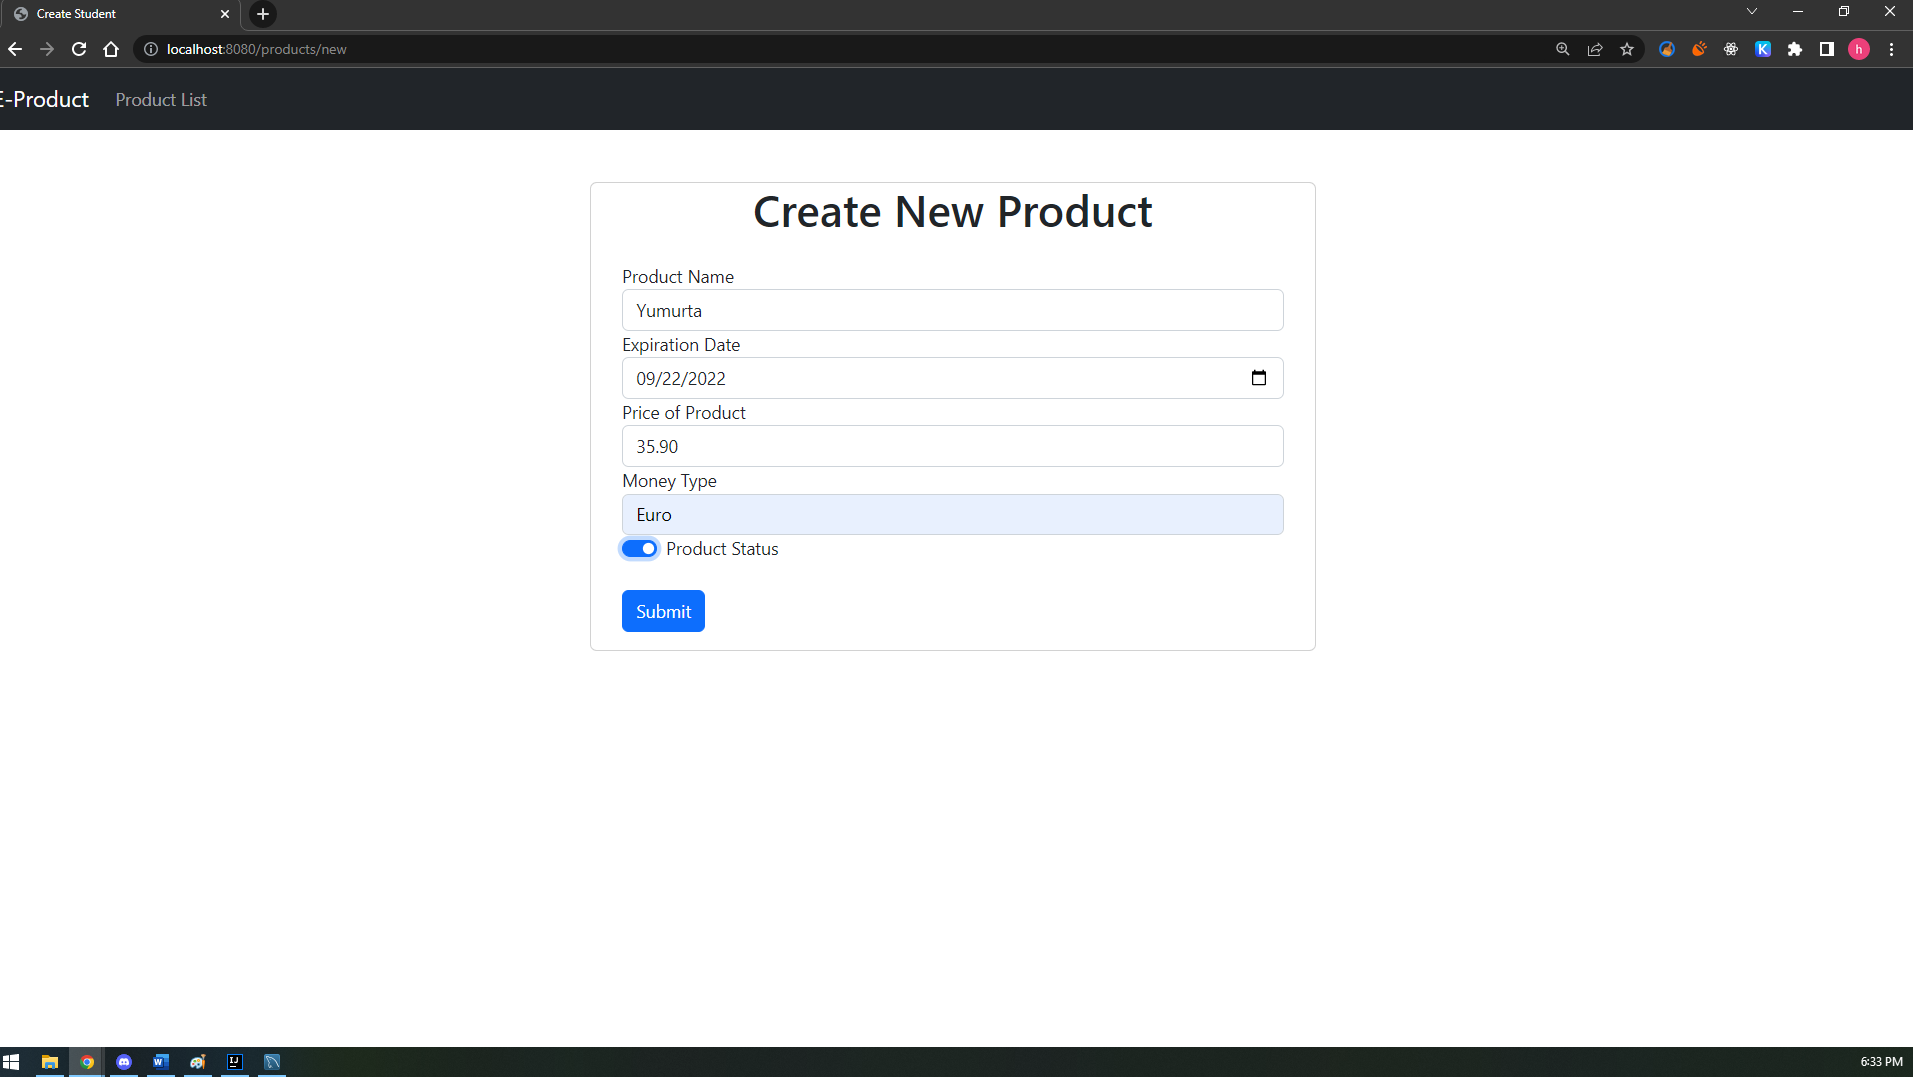 Create Student
localhost:8080/products/new
h
E-Product Product List
Create New Product
Product Name
Yumurta
Expiration Date
09/22/2022
Price of Product
35.90
Money Type
Euro
Product Status
Submit
6:33 PM